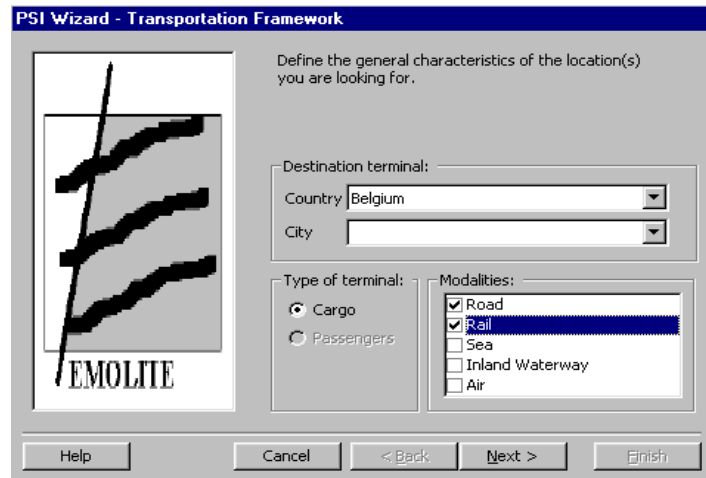 PSI Wizard - Transportation Framework
Define the general characteristics of the location(s)
you are looking for.
Destination terminal:
Country Belgium
City
Type of terminal:
Cargo
Passengers
Modalities:
Road
Rail
Sea
Inland Waterway
Air
EMOLITE
Help Cancel < Back Next > Finish